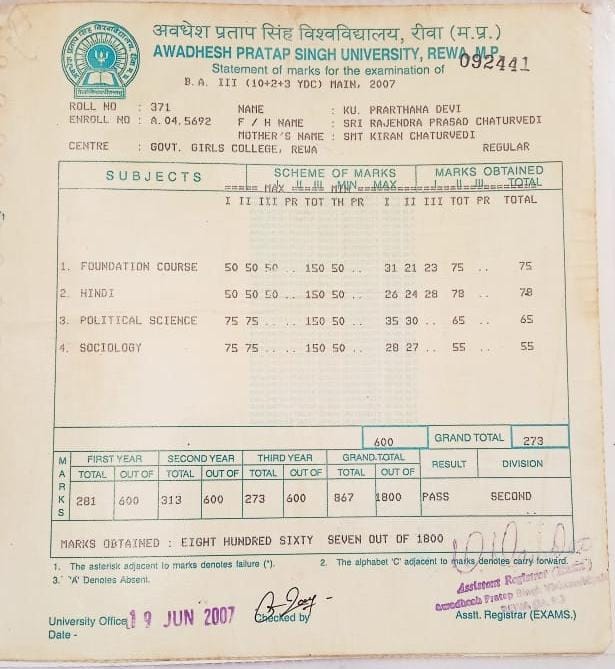 अवधेश प्रताप सिंह विश्वविद्यालय, रीवा (म.प्र.)
AWADHESH PRATAP SINGH UNIVERSITY, REWA, M.P.
092441
Statement of marks for the examination of
B.A. III (10+2+3 YDC) MAIN, 2007
ROLL NO : 371 NAME : KU. PRARTHANA DEVI
ENROLL NO : A.04.5692 F / H NAME : SRI RAJENDRA PRASAD CHATURVEDI
MOTHER'S NAME : SMT KIRAN CHATURVEDI
CENTRE : GOVT. GIRLS COLLEGE, REWA REGULAR
SUBJECTS SCHEME OF MARKS MARKS OBTAINED
MAX II III MIN MAX II III TOTAL
I II III PR TOT TH PR I II III TOT PR TOTAL
1. FOUNDATION COURSE 50 50 50 .. 150 50 .. 31 21 23 75 .. 75
2. HINDI 50 50 50 .. 150 50 .. 26 24 28 78 .. 78
3. POLITICAL SCIENCE 75 75 .. .. 150 50 .. 35 30 .. 65 .. 65
4. SOCIOLOGY 75 75 .. .. 150 50 .. 28 27 .. 55 .. 55
600 GRAND TOTAL 273
MARKS FIRST YEAR SECOND YEAR THIRD YEAR GRAND.TOTAL RESULT DIVISION
TOTAL OUT OF TOTAL OUT OF TOTAL OUT OF TOTAL OUT OF
281 600 313 600 273 600 867 1800 PASS SECOND
MARKS OBTAINED : EIGHT HUNDRED SIXTY SEVEN OUT OF 1800
1. The asterisk adjacent to marks denotes failure (*). 2. The alphabet 'C' adjacent to marks denotes carry forward.
3. 'A' Denotes Absent.
Assistant Registrar
Awadhesh Pratap Singh
University Office 19 JUN 2007 Checked by Asstt. Registrar (EXAMS.)
Date -